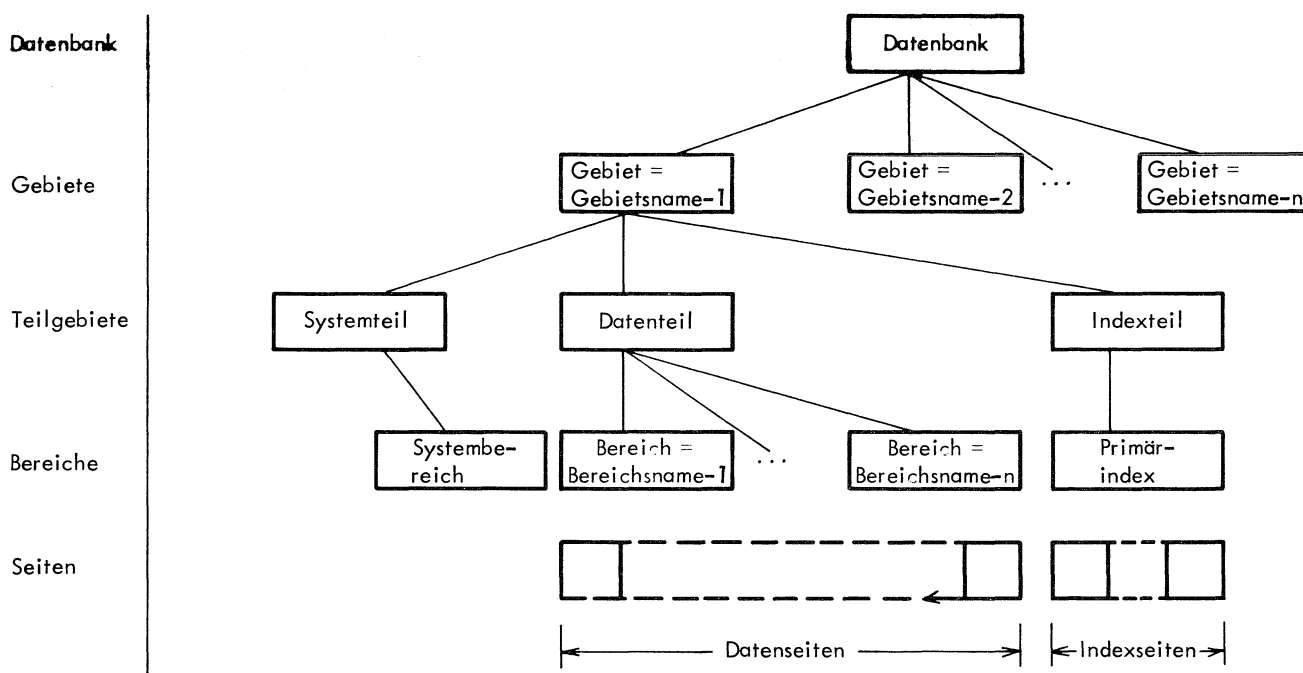 Datenbank
Datenbank
Gebiete
Gebiet =
Gebietsname-1
Gebiet =
Gebietsname-2
...
Gebiet =
Gebietsname-n
Teilgebiete
Systemteil
Datenteil
Indexteil
Bereiche
Systembe-
reich
Bereich =
Bereichsname-1
...
Bereich =
Bereichsname-n
Primär-
index
Seiten
Datenseiten
Indexseiten